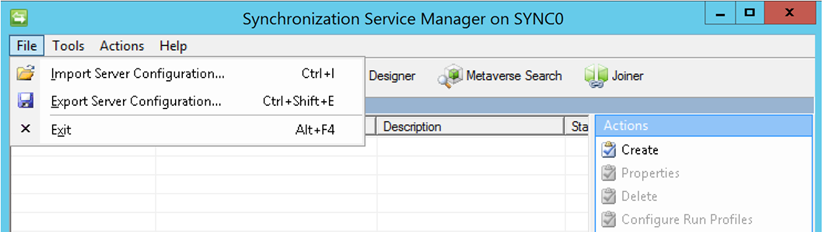 Synchronization Service Manager on SYNC0
File Tools Actions Help
Import Server Configuration... Ctrl+I
Export Server Configuration... Ctrl+Shift+E
Exit Alt+F4
Designer Metaverse Search Joiner
Description Sta
Actions
Create
Properties
Delete
Configure Run Profiles